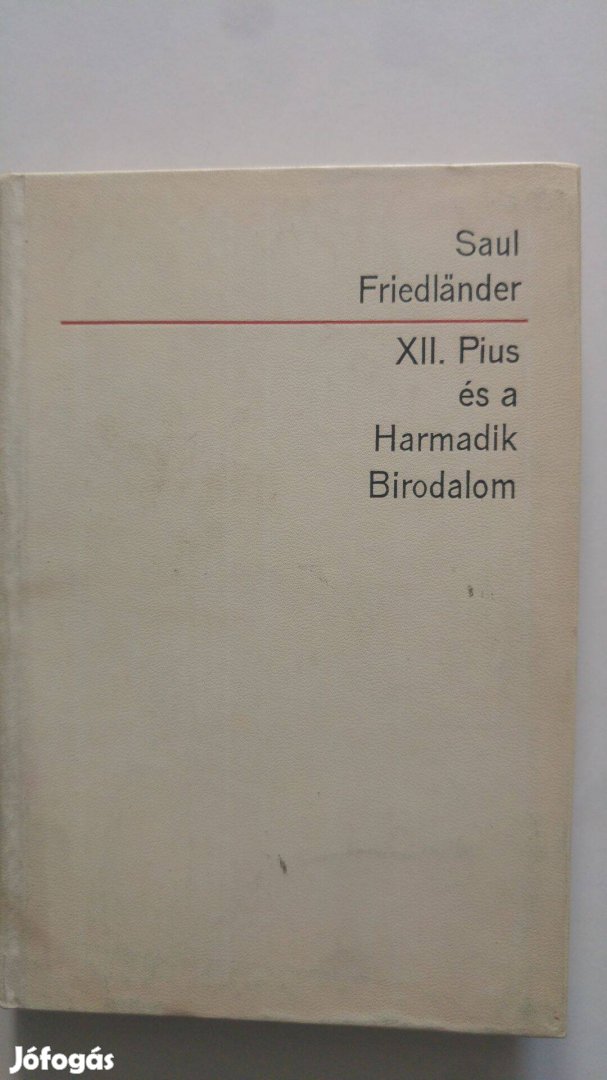 Saul
Friedländer
XII. Pius
és a
Harmadik
Birodalom
Jófogás